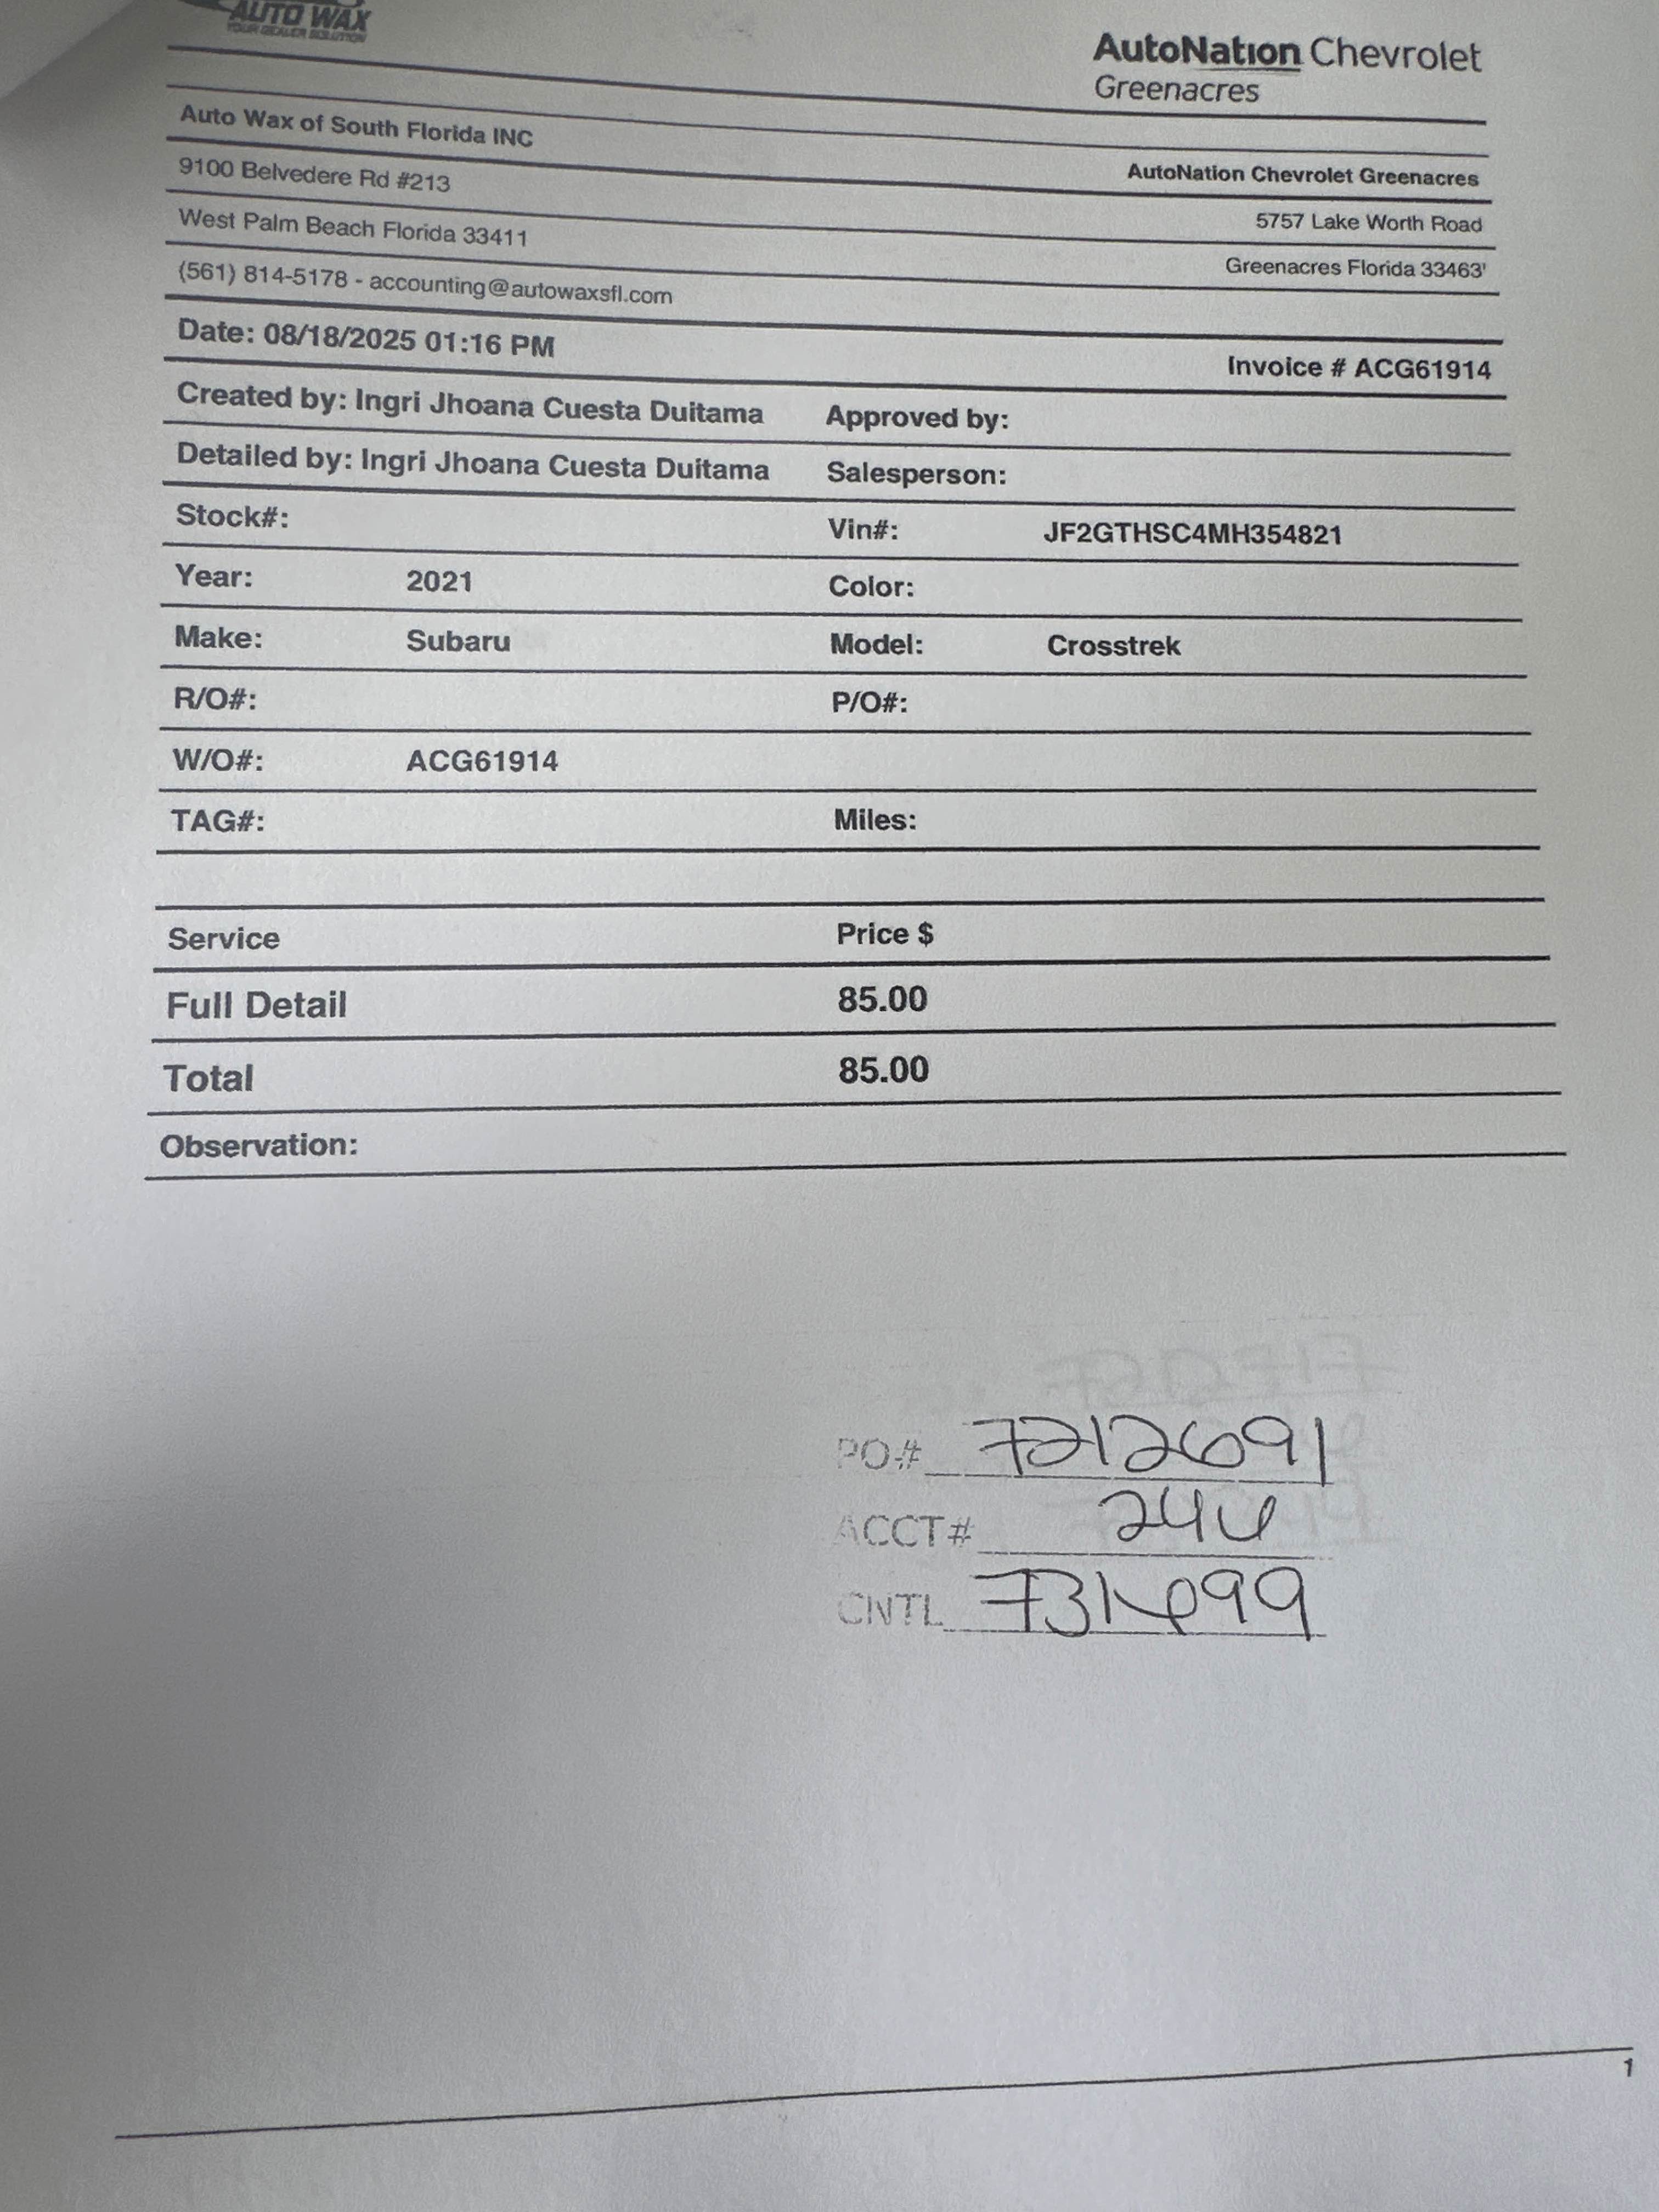 AUTO WAX
YOUR DEALER SOLUTION
AutoNation Chevrolet
Greenacres
Auto Wax of South Florida INC
AutoNation Chevrolet Greenacres
9100 Belvedere Rd #213
5757 Lake Worth Road
West Palm Beach Florida 33411
Greenacres Florida 33463'
(561) 814-5178 - accounting@autowaxsfl.com
Date: 08/18/2025 01:16 PM
Invoice # ACG61914
Created by: Ingri Jhoana Cuesta Duitama Approved by:
Detailed by: Ingri Jhoana Cuesta Duitama Salesperson:
Stock#: Vin#: JF2GTHSC4MH354821
Year: 2021 Color:
Make: Subaru Model: Crosstrek
R/O#: P/O#:
W/O#: ACG61914
TAG#: Miles:
Service Price $
Full Detail 85.00
Total 85.00
Observation:
PO# 7212691
ACCT#
CNTL
1